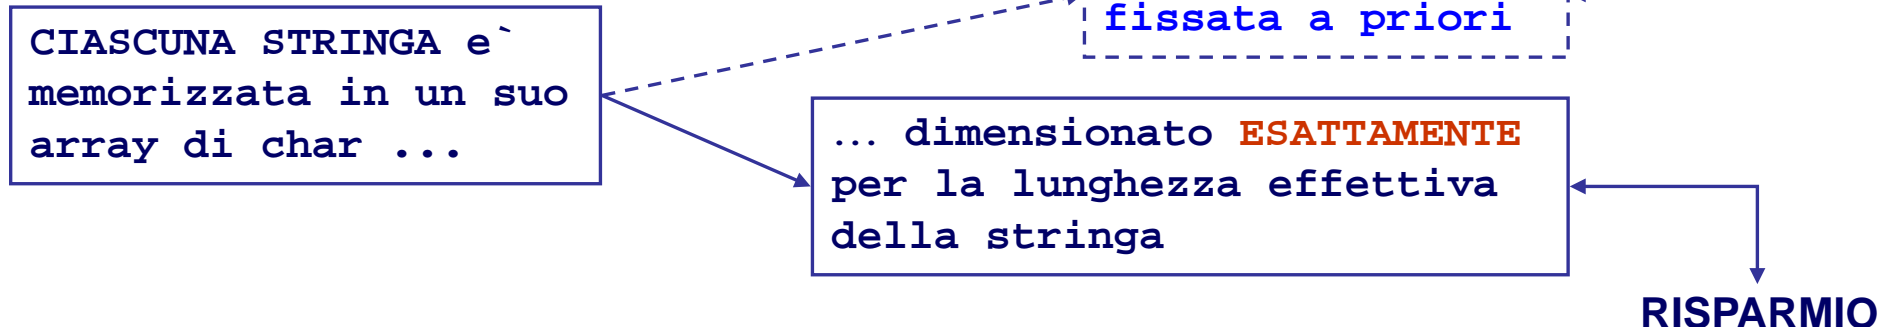 fissata a priori
CIASCUNA STRINGA e`
memorizzata in un suo
array di char ...
... dimensionato ESATTAMENTE
per la lunghezza effettiva
della stringa
RISPARMIO